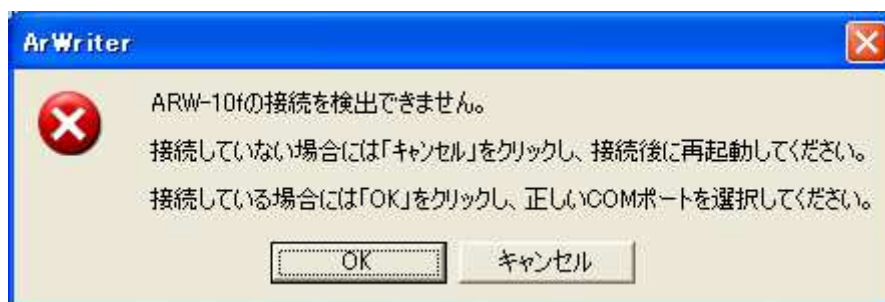 ArWriter
ARW-10fの接続を検出できません。
接続していない場合には「キャンセル」をクリックし、接続後に再起動してください。
接続している場合には「OK」をクリックし、正しいCOMポートを選択してください。
OK キャンセル